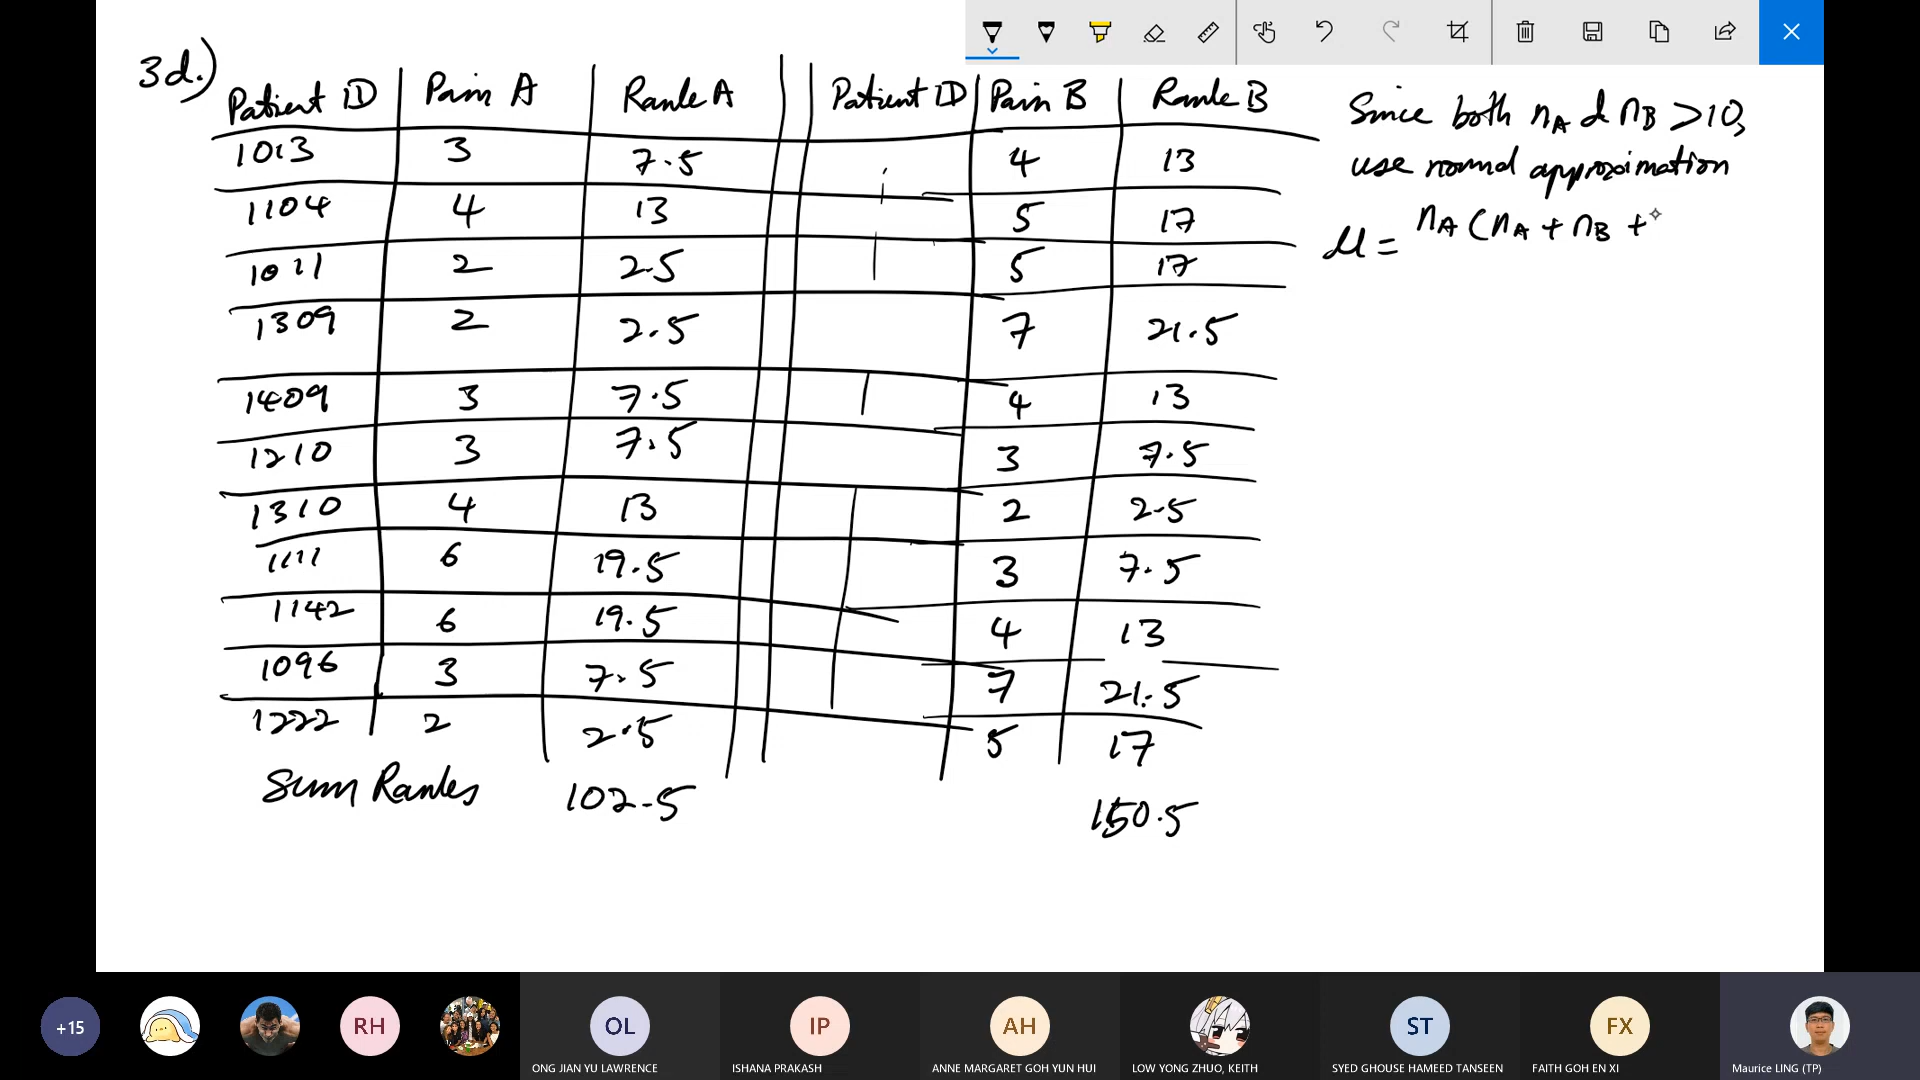 3d.)
Patient ID | Pain A | Rank A | Patient ID | Pain B | Rank B
1013 | 3 | 7.5 | | 4 | 13
1104 | 4 | 13 | | 5 | 17
1011 | 2 | 2.5 | | 5 | 17
1309 | 2 | 2.5 | | 7 | 21.5
1409 | 3 | 7.5 | | 4 | 13
1210 | 3 | 7.5 | | 3 | 7.5
1310 | 4 | 13 | | 2 | 2.5
1111 | 6 | 19.5 | | 3 | 7.5
1142 | 6 | 19.5 | | 4 | 13
1096 | 3 | 7.5 | | 7 | 21.5
1222 | 2 | 2.5 | | 5 | 17
Sum Ranks 102.5 150.5
Since both nA & nB > 10,
use normal approximation
μ = nA (nA + nB +
+15
RH
OL
IP
AH
ST
FX
ONG JIAN YU LAWRENCE
ISHANA PRAKASH
ANNE MARGARET GOH YUN HUI
LOW YONG ZHUO, KEITH
SYED GHOUSE HAMEED TANSEEN
FAITH GOH EN XI
Maurice LING (TP)